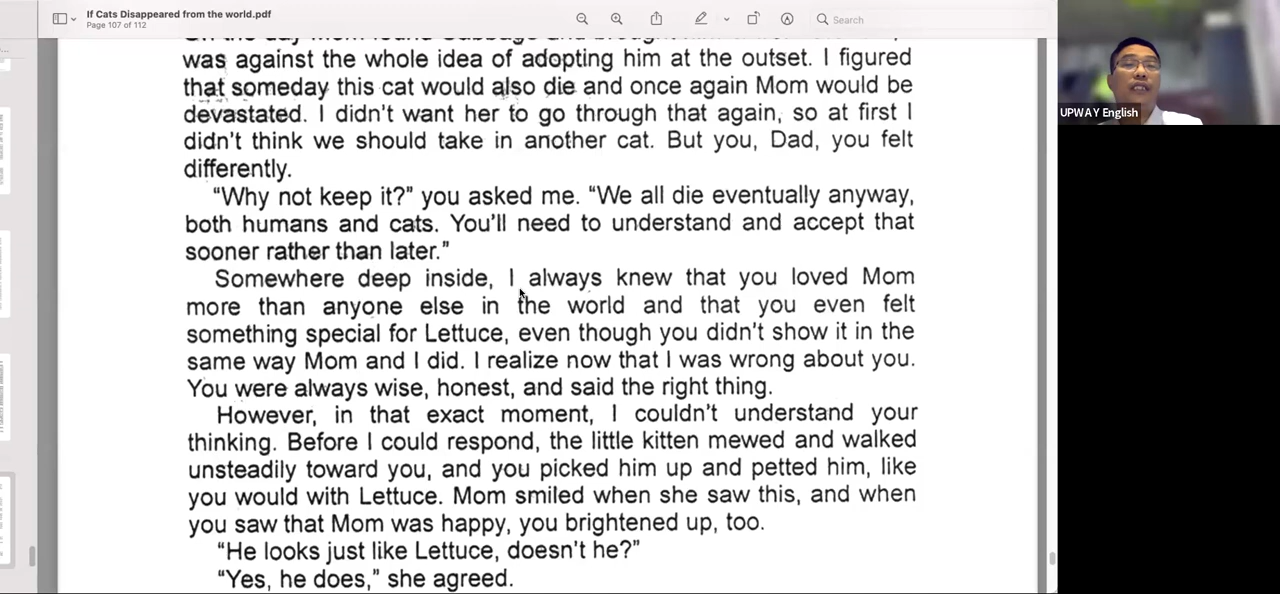 If Cats Disappeared from the world.pdf
Page 107 of 112
Search
was against the whole idea of adopting him at the outset. I figured
that someday this cat would also die and once again Mom would be
devastated. I didn't want her to go through that again, so at first I
didn't think we should take in another cat. But you, Dad, you felt
differently.
“Why not keep it?” you asked me. “We all die eventually anyway,
both humans and cats. You'll need to understand and accept that
sooner rather than later.”
Somewhere deep inside, I always knew that you loved Mom
more than anyone else in the world and that you even felt
something special for Lettuce, even though you didn't show it in the
same way Mom and I did. I realize now that I was wrong about you.
You were always wise, honest, and said the right thing.
However, in that exact moment, I couldn't understand your
thinking. Before I could respond, the little kitten mewed and walked
unsteadily toward you, and you picked him up and petted him, like
you would with Lettuce. Mom smiled when she saw this, and when
you saw that Mom was happy, you brightened up, too.
“He looks just like Lettuce, doesn't he?”
“Yes, he does,” she agreed.
UPWAY English